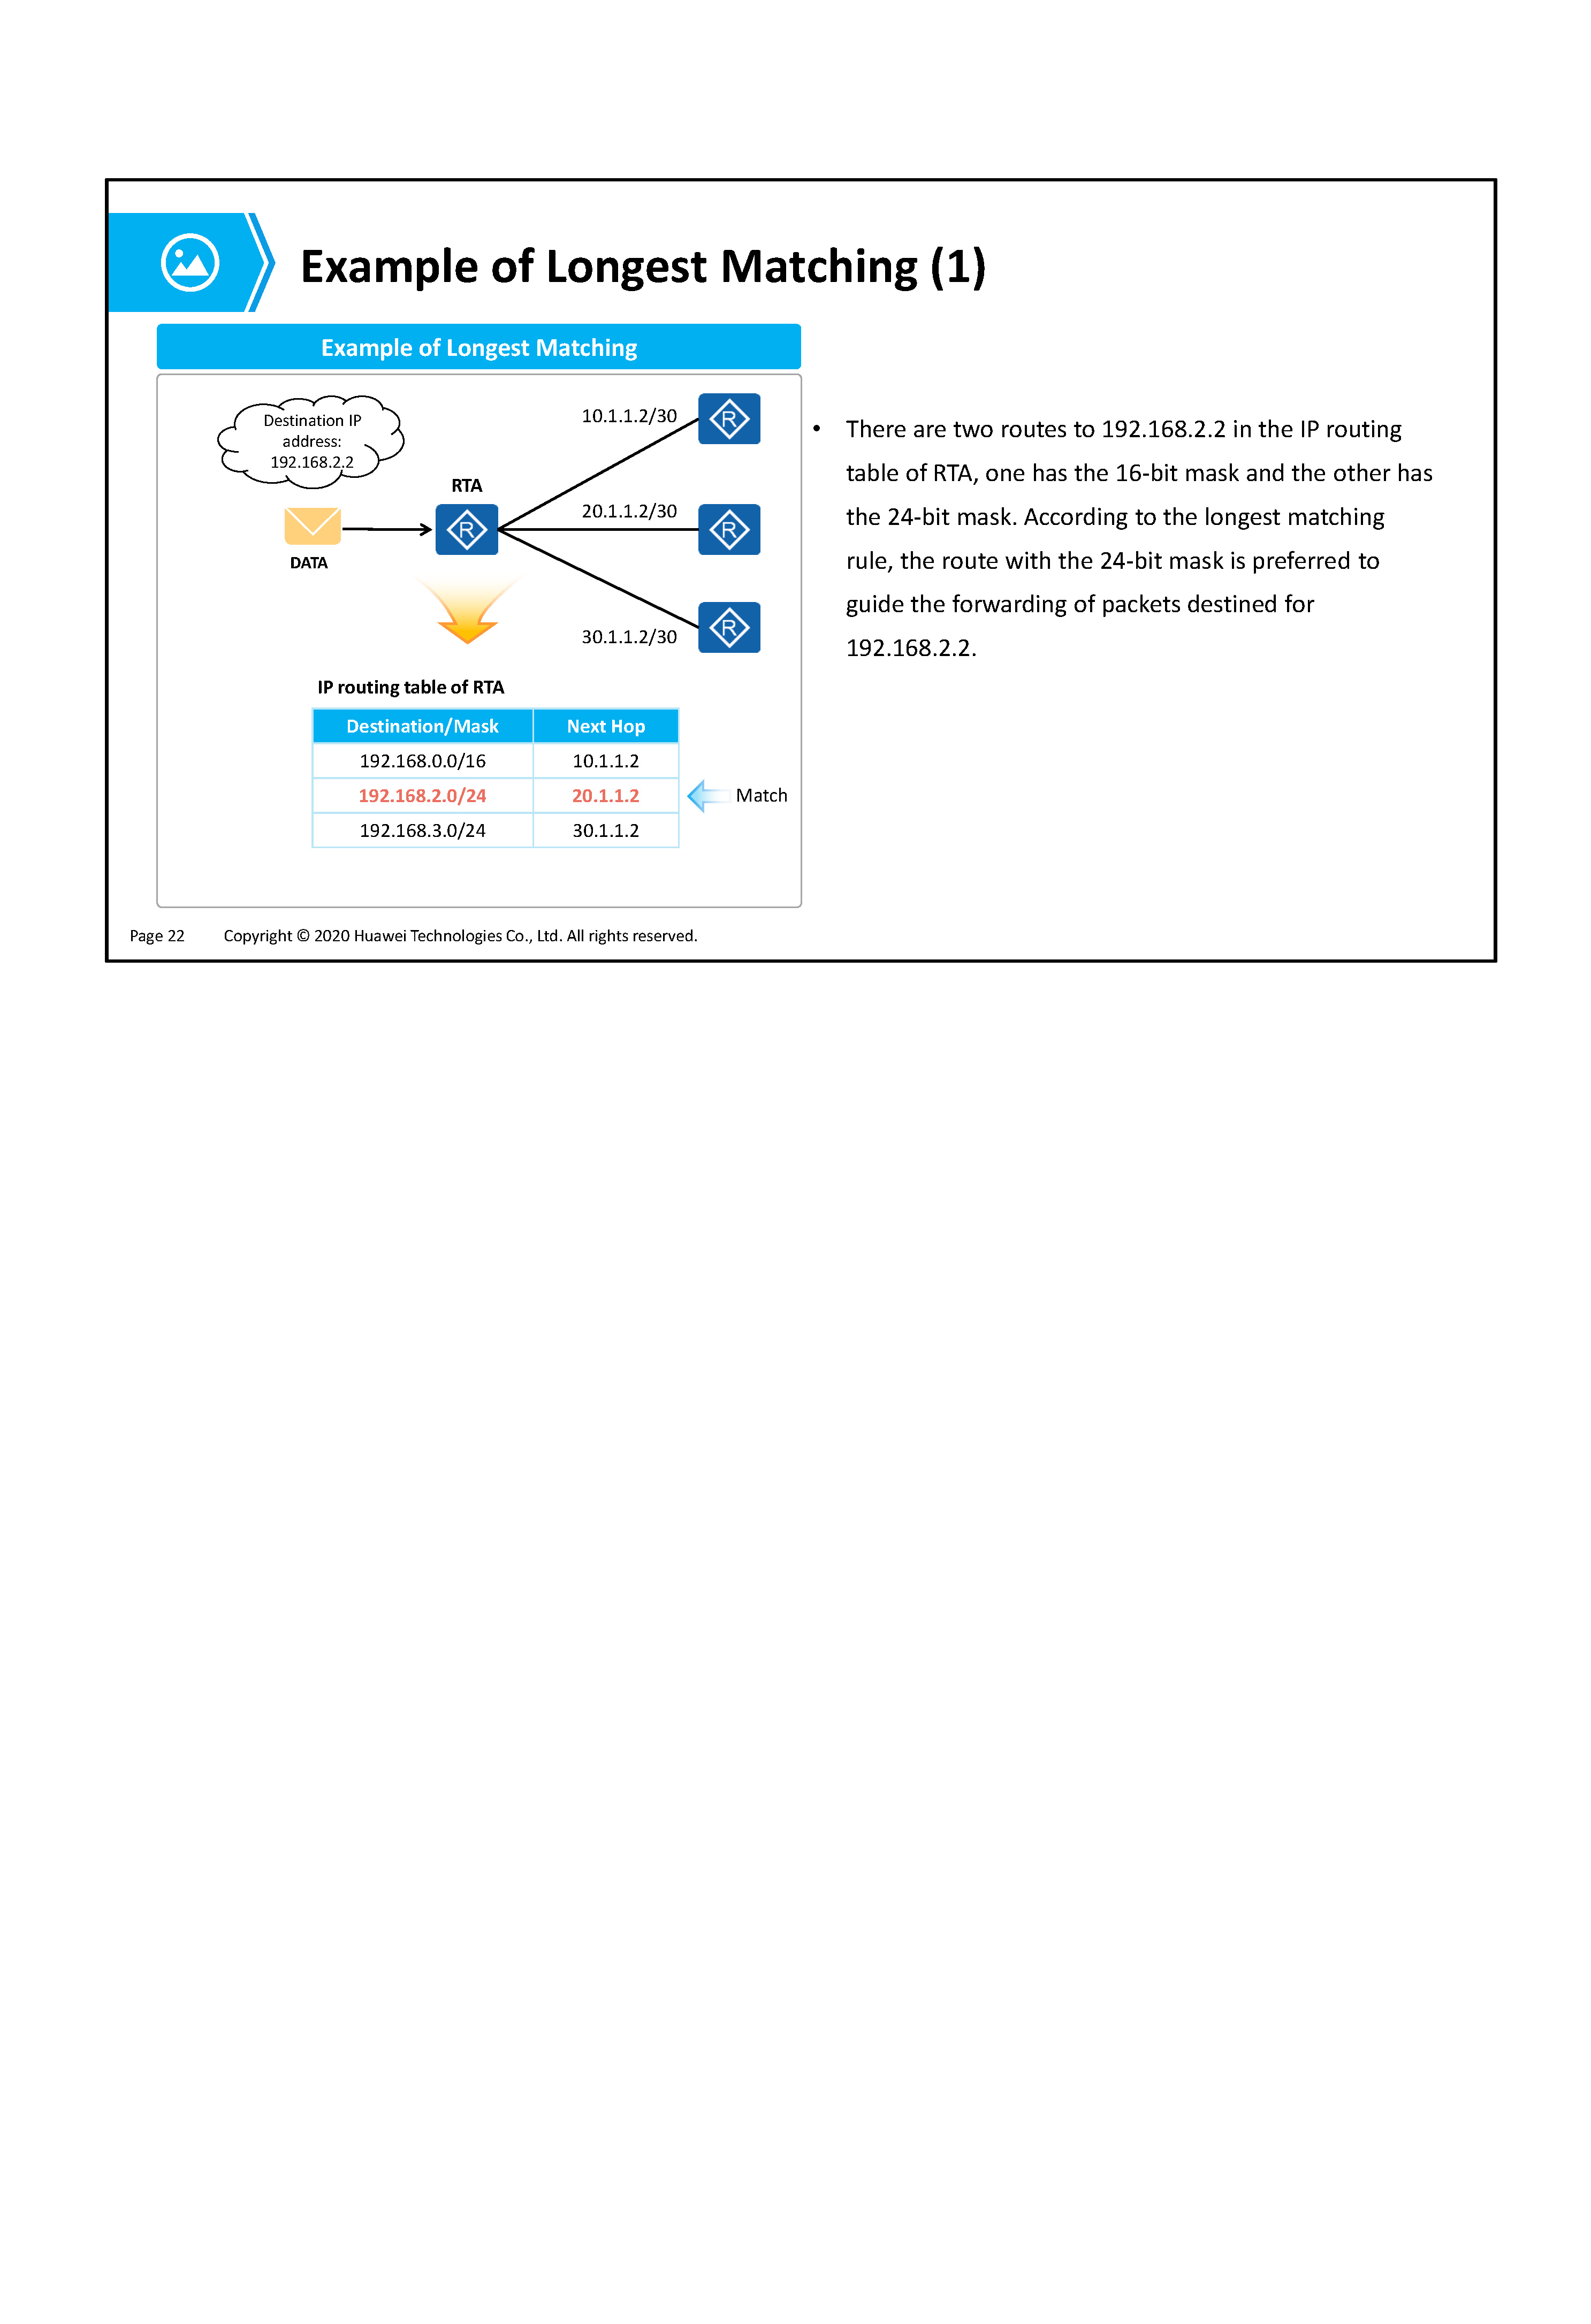 Example of Longest Matching (1)
Example of Longest Matching
Destination IP
address:
192.168.2.2
DATA
RTA
R
10.1.1.2/30
R
20.1.1.2/30
R
30.1.1.2/30
R
IP routing table of RTA
Destination/Mask Next Hop
192.168.0.0/16 10.1.1.2
192.168.2.0/24 20.1.1.2
Match
192.168.3.0/24 30.1.1.2
• There are two routes to 192.168.2.2 in the IP routing
table of RTA, one has the 16-bit mask and the other has
the 24-bit mask. According to the longest matching
rule, the route with the 24-bit mask is preferred to
guide the forwarding of packets destined for
192.168.2.2.
Page 22 Copyright © 2020 Huawei Technologies Co., Ltd. All rights reserved.